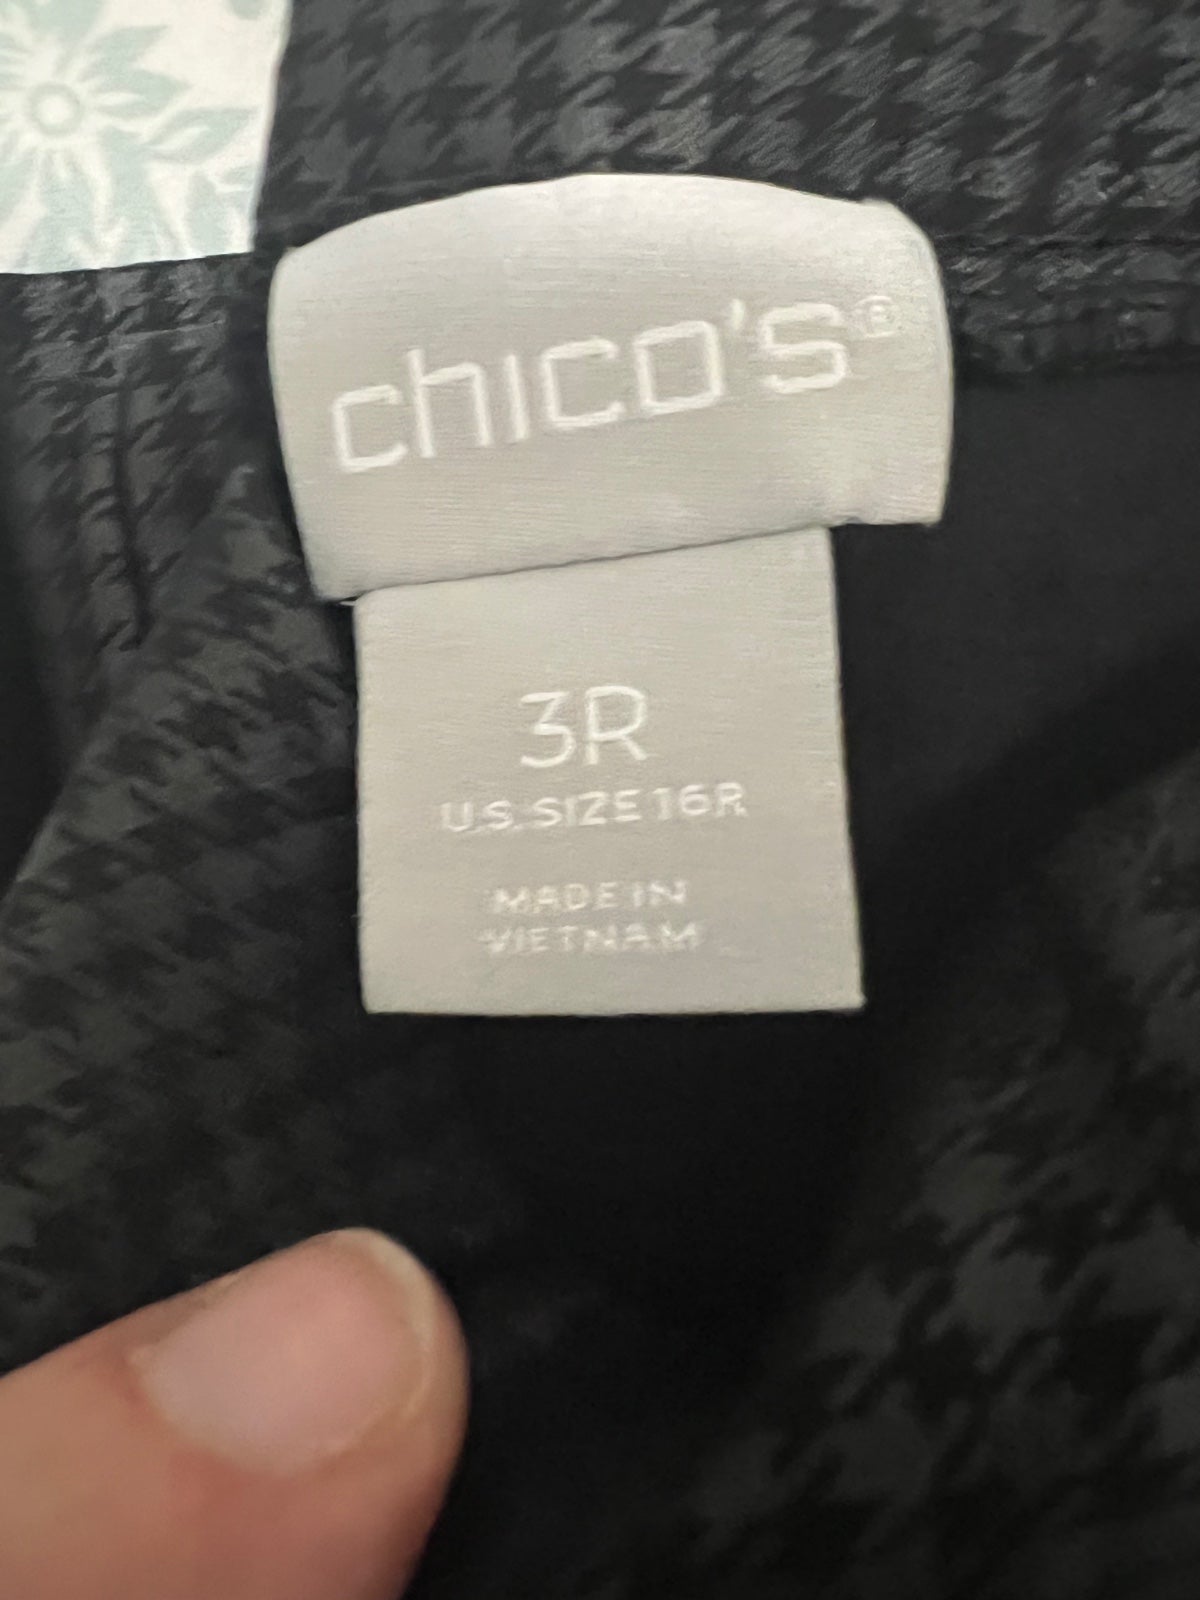 chico's®
3R
U.S. SIZE 16R
MADE IN
VIETNAM